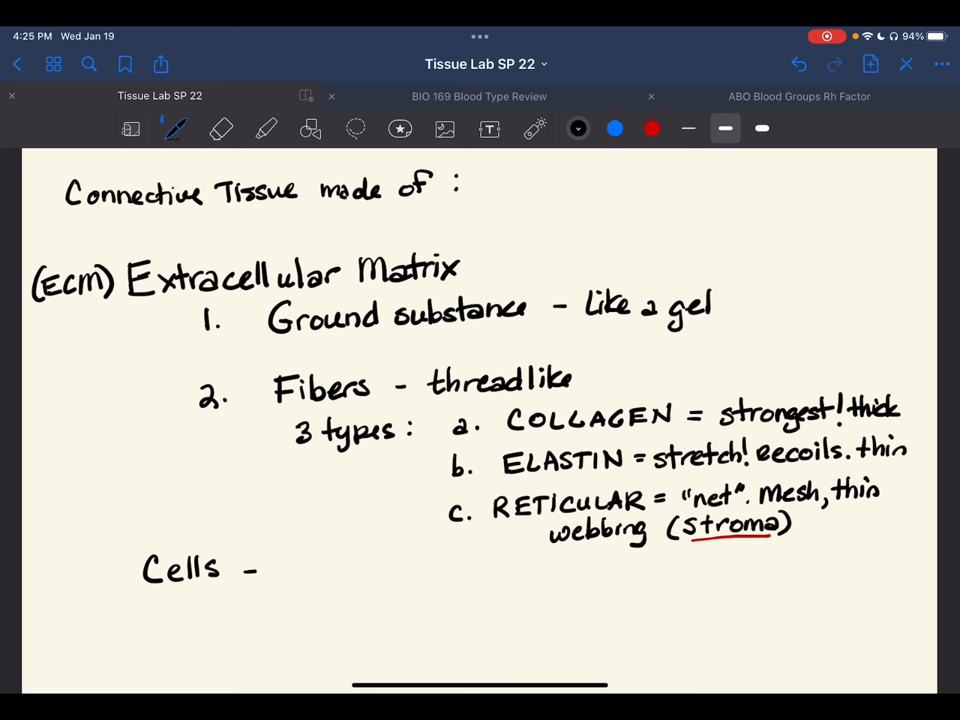 4:25 PM Wed Jan 19
94%
Tissue Lab SP 22
Tissue Lab SP 22
BIO 169 Blood Type Review
ABO Blood Groups Rh Factor
Connective Tissue made of :
(ECM) Extracellular Matrix
1. Ground substance - like a gel
2. Fibers - threadlike
3 types : a. COLLAGEN = strongest! thick
b. ELASTIN = stretch! Recoils. thin
c. RETICULAR = "net". Mesh, thin
webbing (stroma)
Cells -